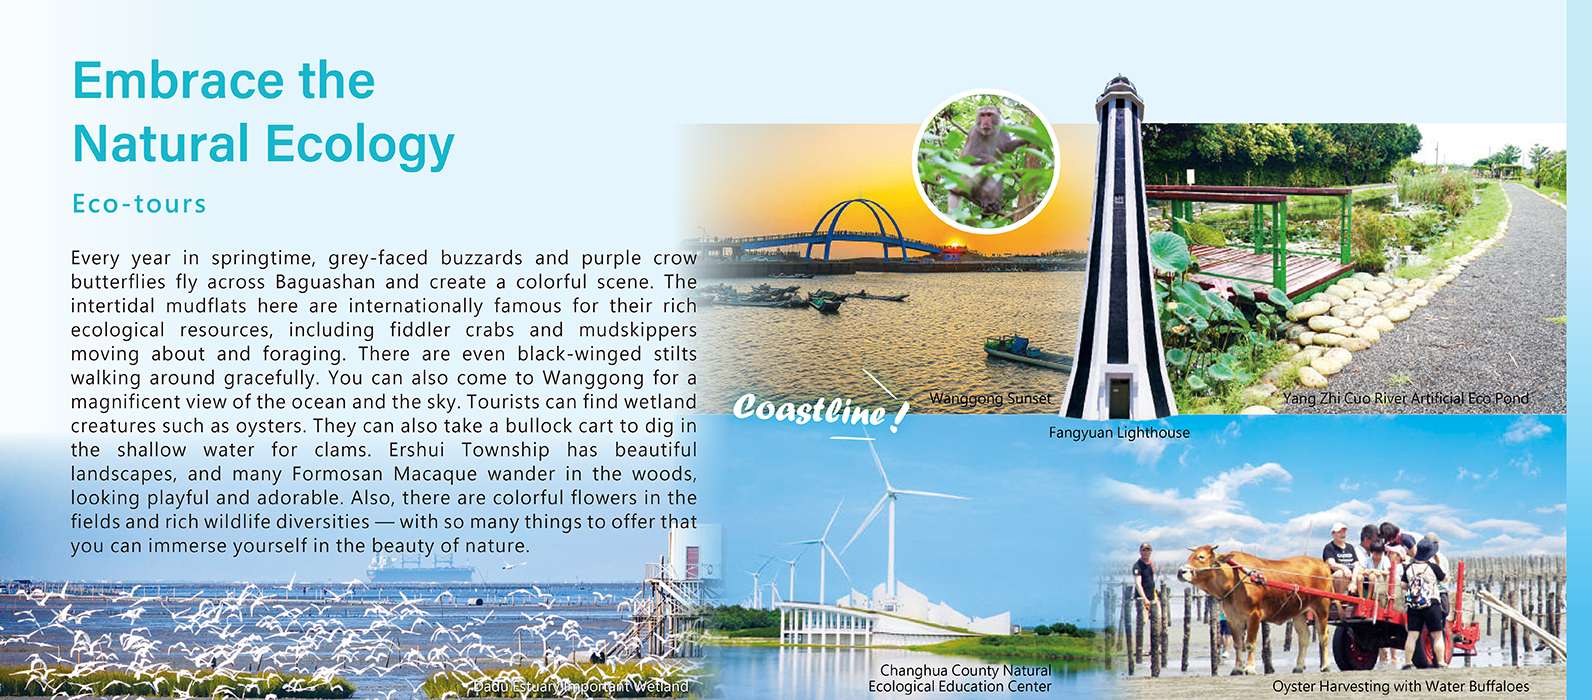 Embrace the
Natural Ecology
Eco-tours
Every year in springtime, grey-faced buzzards and purple crow
butterflies fly across Baguashan and create a colorful scene. The
intertidal mudflats here are internationally famous for their rich
ecological resources, including fiddler crabs and mudskippers
moving about and foraging. There are even black-winged stilts
walking around gracefully. You can also come to Wanggong for a
magnificent view of the ocean and the sky. Tourists can find wetland
creatures such as oysters. They can also take a bullock cart to dig in
the shallow water for clams. Ershui Township has beautiful
landscapes, and many Formosan Macaque wander in the woods,
looking playful and adorable. Also, there are colorful flowers in the
fields and rich wildlife diversities — with so many things to offer that
you can immerse yourself in the beauty of nature.
Dadu Estuary Important Wetland
Coastline!
Wanggong Sunset
Fangyuan Lighthouse
Yang Zhi Cuo River Artificial Eco Pond
Changhua County Natural
Ecological Education Center
Oyster Harvesting with Water Buffaloes